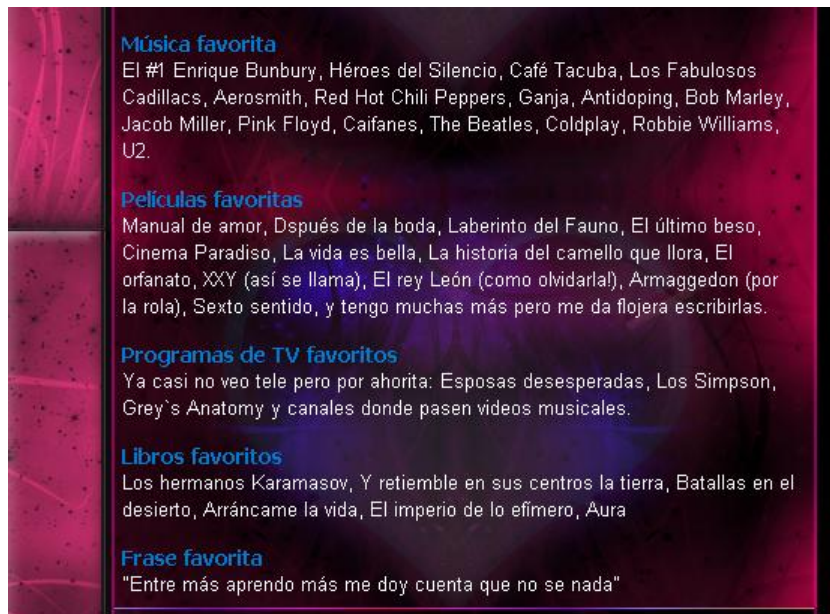 Música favorita
El #1 Enrique Bunbury, Héroes del Silencio, Café Tacuba, Los Fabulosos
Cadillacs, Aerosmith, Red Hot Chili Peppers, Ganja, Antidoping, Bob Marley,
Jacob Miller, Pink Floyd, Caifanes, The Beatles, Coldplay, Robbie Williams,
U2.
Películas favoritas
Manual de amor, Dspués de la boda, Laberinto del Fauno, El último beso,
Cinema Paradiso, La vida es bella, La historia del camello que llora, El
orfanato, XXY (así se llama), El rey León (como olvidarla!), Armaggedon (por
la rola), Sexto sentido, y tengo muchas más pero me da flojera escribirlas.
Programas de TV favoritos
Ya casi no veo tele pero por ahorita: Esposas desesperadas, Los Simpson,
Grey`s Anatomy y canales donde pasen videos musicales.
Libros favoritos
Los hermanos Karamasov, Y retiemble en sus centros la tierra, Batallas en el
desierto, Arráncame la vida, El imperio de lo efímero, Aura
Frase favorita
"Entre más aprendo más me doy cuenta que no se nada"